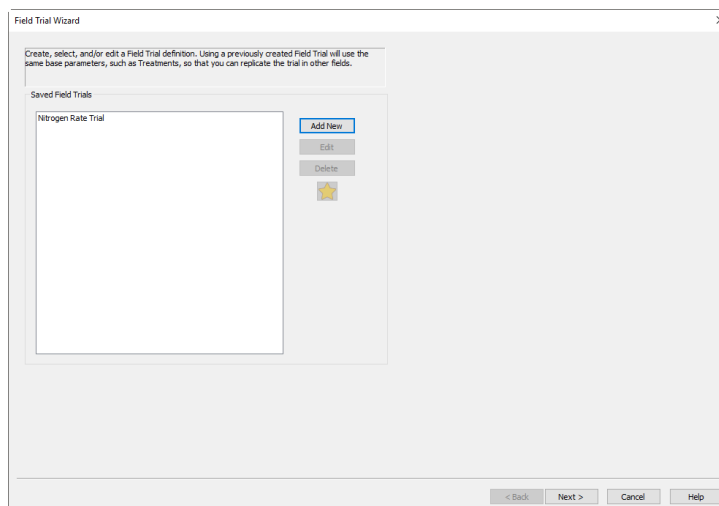 Field Trial Wizard
Create, select, and/or edit a Field Trial definition. Using a previously created Field Trial will use the
same base parameters, such as Treatments, so that you can replicate the trial in other fields.
Saved Field Trials
Nitrogen Rate Trial
Add New
Edit
Delete
< Back Next > Cancel Help